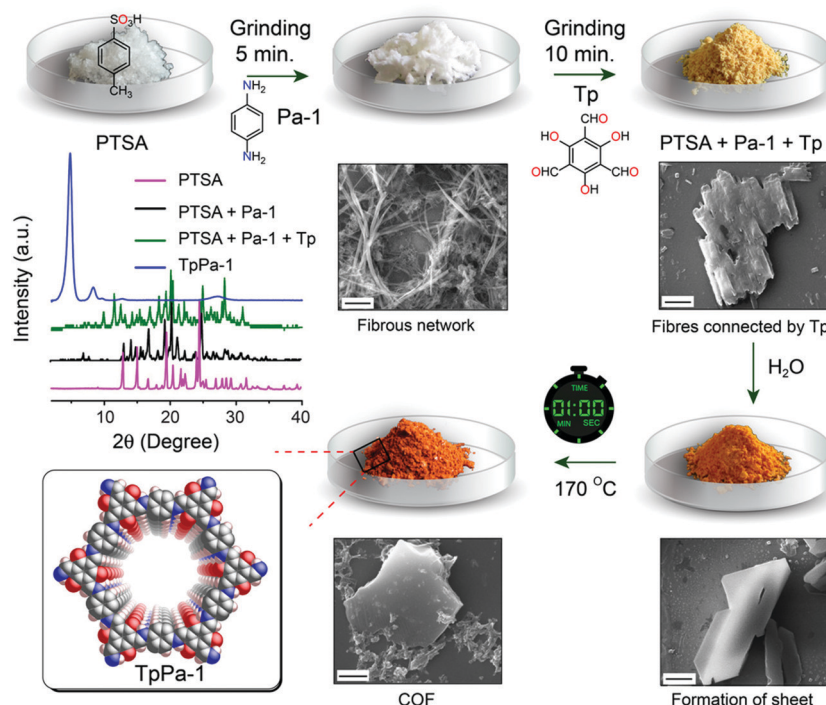 SO₃H
CH₃
PTSA
Grinding
5 min.
NH₂
Pa-1
NH₂
Grinding
10 min.
Tp
CHO
HO
OH
OHC
CHO
OH
PTSA + Pa-1 + Tp
PTSA
PTSA + Pa-1
PTSA + Pa-1 + Tp
TpPa-1
Intensity (a.u.)
10 20 30 40
2θ (Degree)
Fibrous network
Fibres connected by Tp
H₂O
TIME
01:00
MIN SEC
170 °C
TpPa-1
COF
Formation of sheet